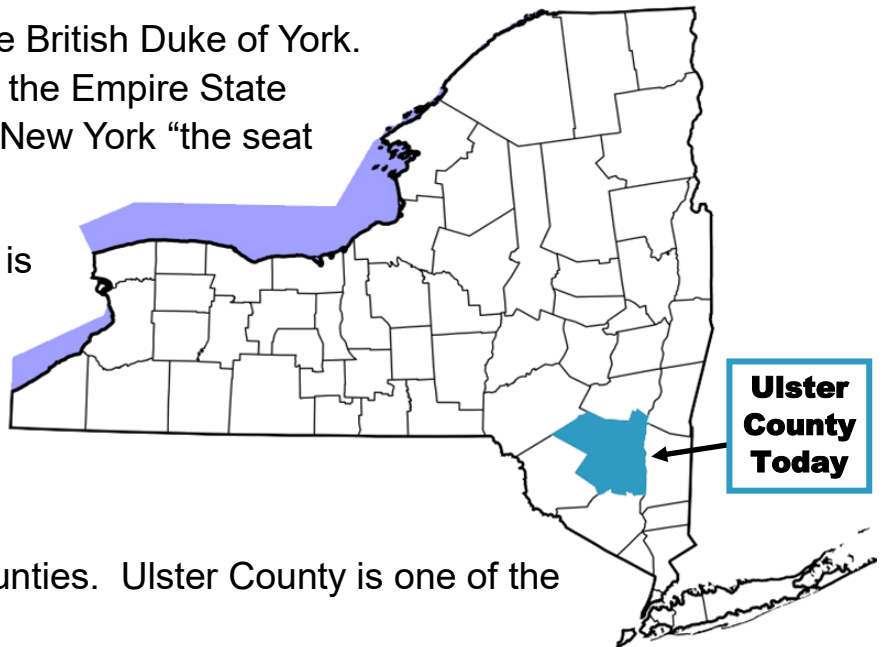 e British Duke of York.
the Empire State
New York “the seat
is
Ulster
County
Today
unties.  Ulster County is one of the